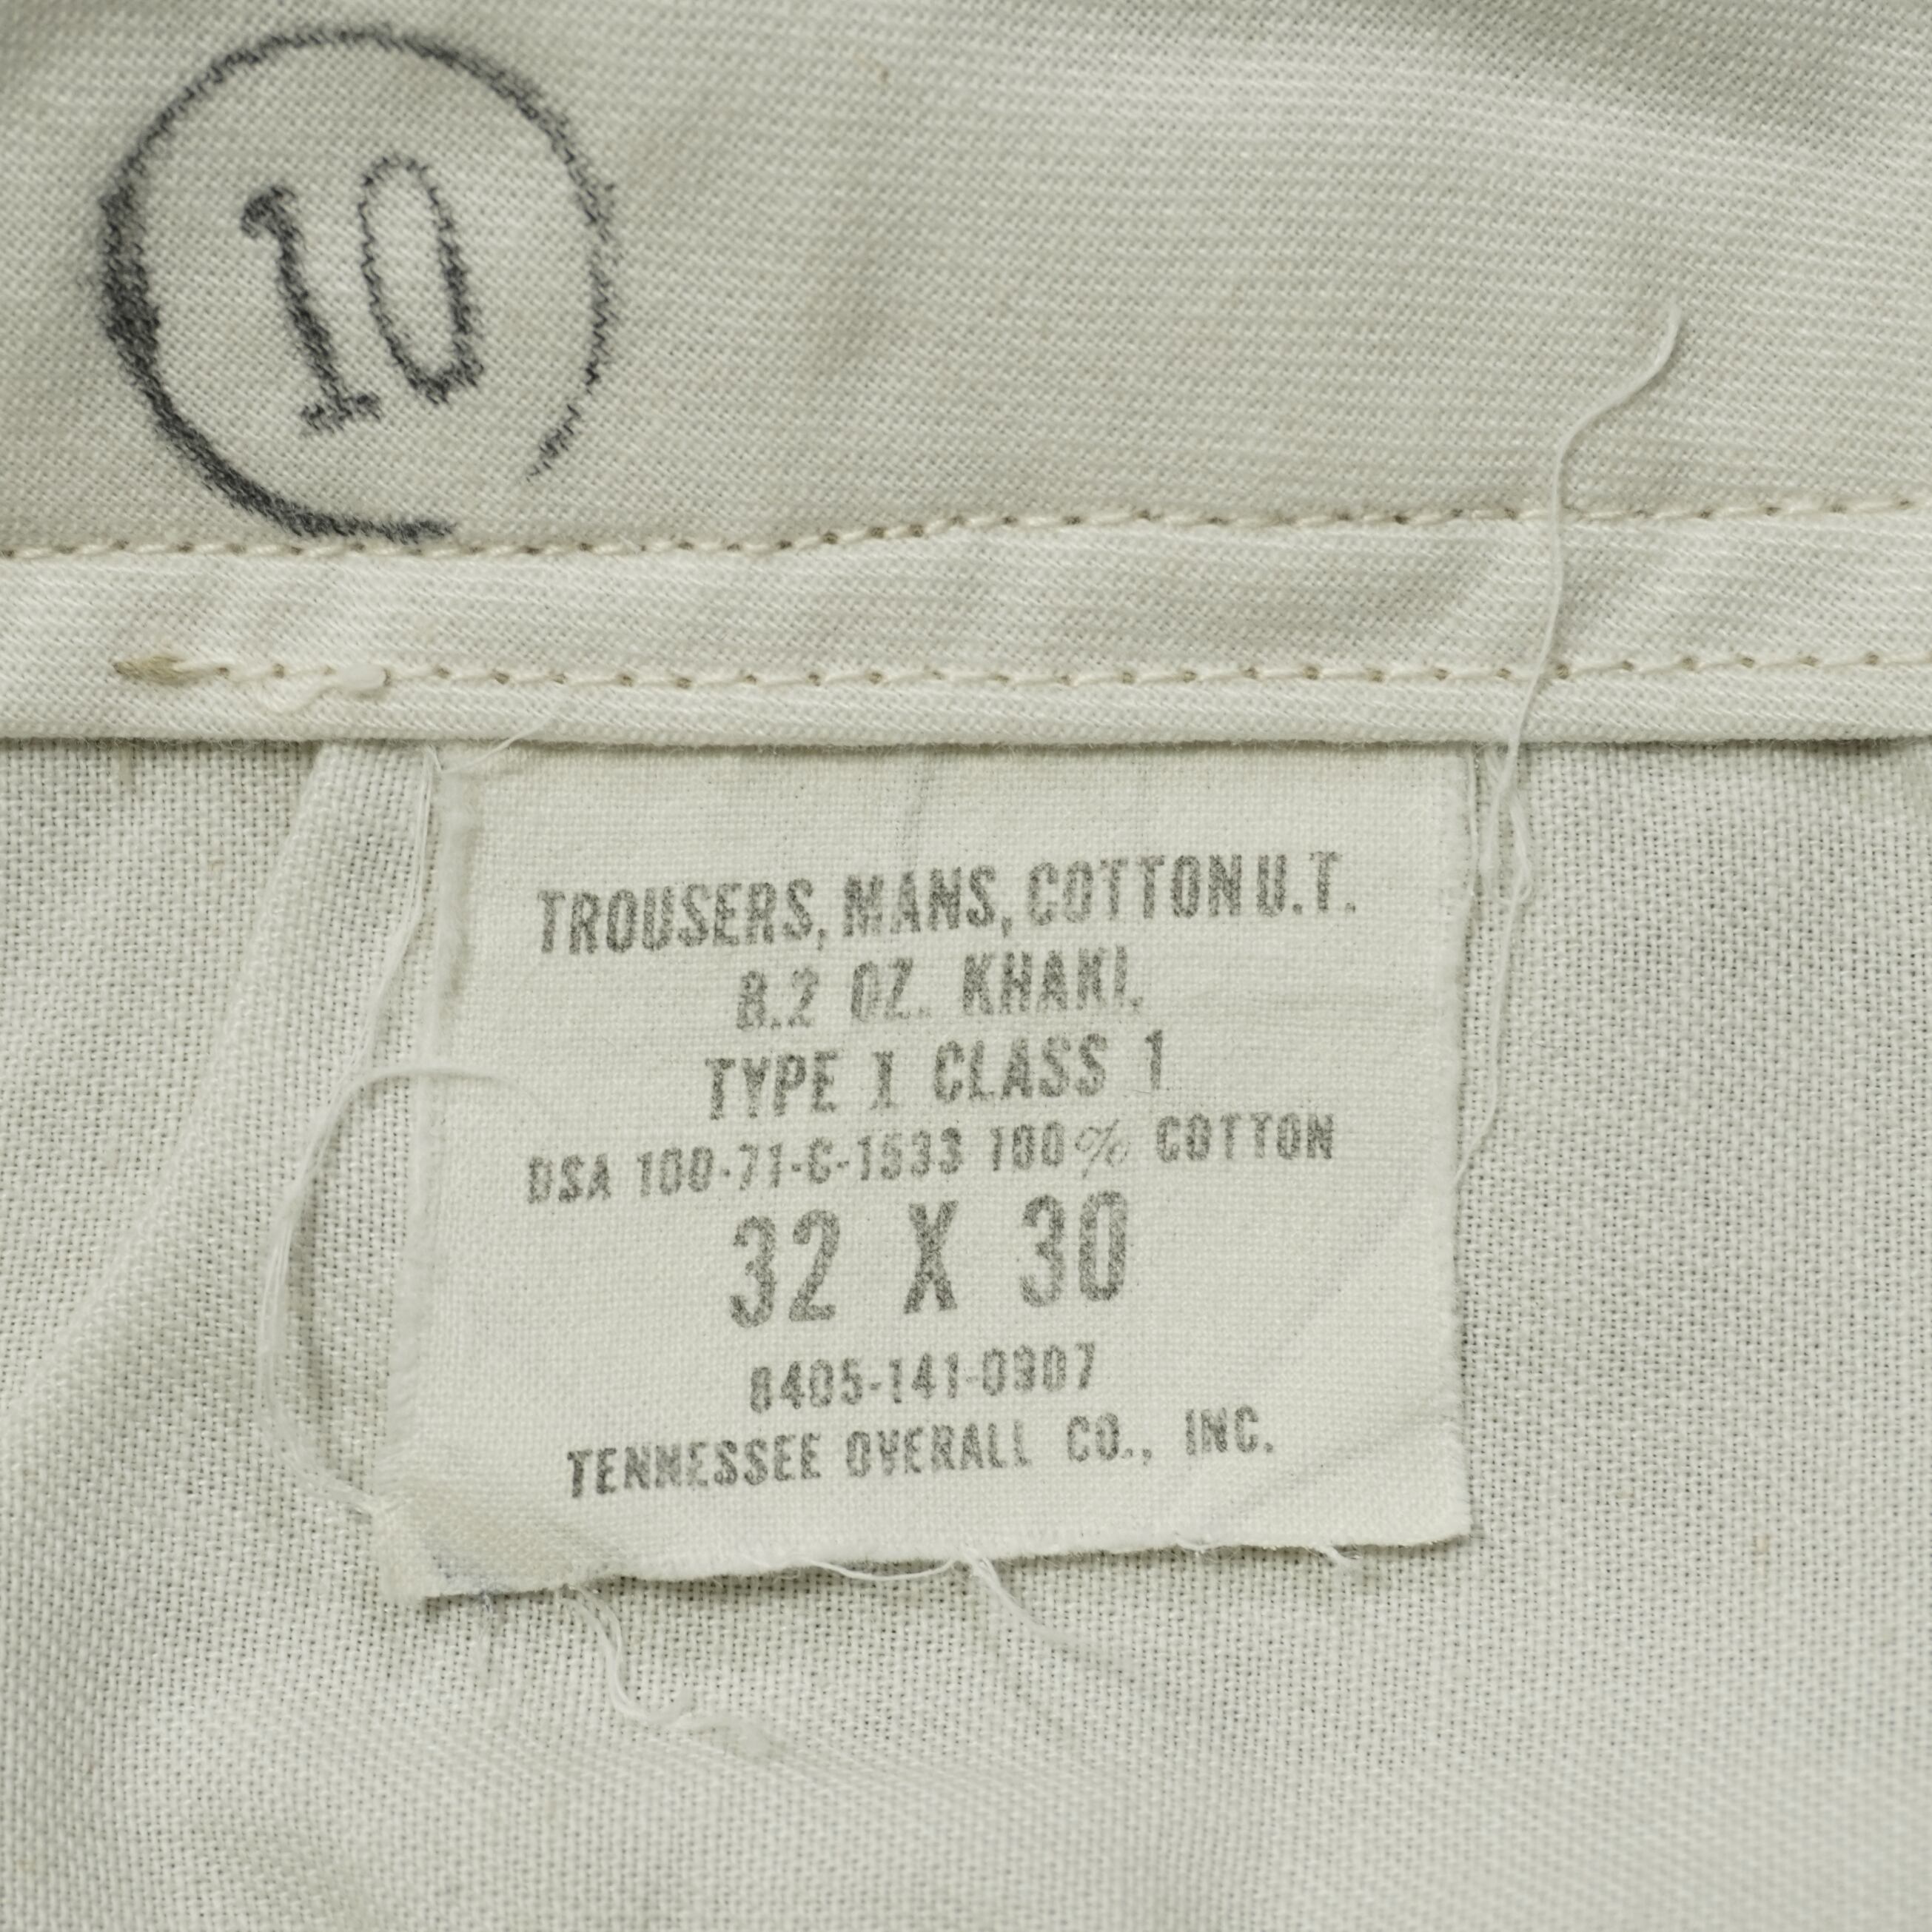 10
TROUSERS, MANS, COTTON U.T.
8.2 OZ. KHAKI,
TYPE I CLASS 1
DSA 100-71-C-1533 100% COTTON
32 X 30
8405-141-0907
TENNESSEE OVERALL CO., INC.